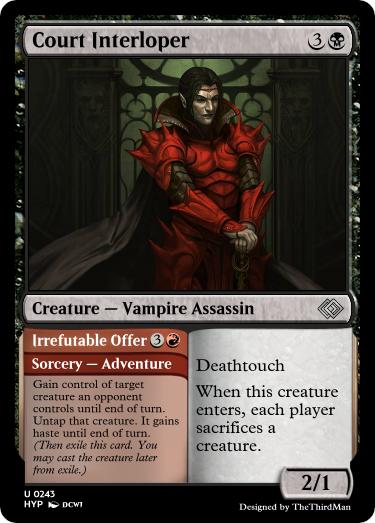 Court Interloper 3
Creature — Vampire Assassin
Irrefutable Offer 3
Sorcery — Adventure
Gain control of target
creature an opponent
controls until end of turn.
Untap that creature. It gains
haste until end of turn.
(Then exile this card. You
may cast the creature later
from exile.)
Deathtouch
When this creature
enters, each player
sacrifices a
creature.
2/1
U 0243
HYP DCWJ
Designed by TheThirdMan